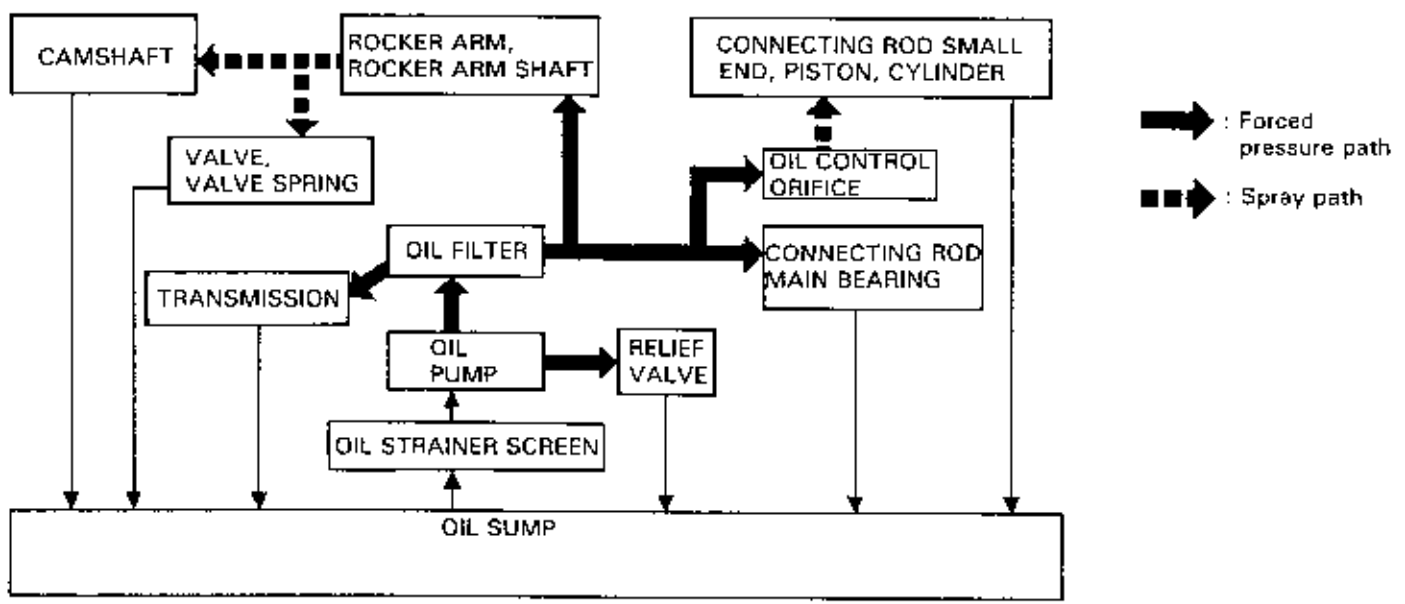 CAMSHAFT
ROCKER ARM,
ROCKER ARM SHAFT
CONNECTING ROD SMALL
END, PISTON, CYLINDER
: Forced
pressure path
: Spray path
VALVE,
VALVE SPRING
OIL CONTROL
ORIFICE
OIL FILTER
CONNECTING ROD
MAIN BEARING
TRANSMISSION
OIL
PUMP
RELIEF
VALVE
OIL STRAINER SCREEN
OIL SUMP